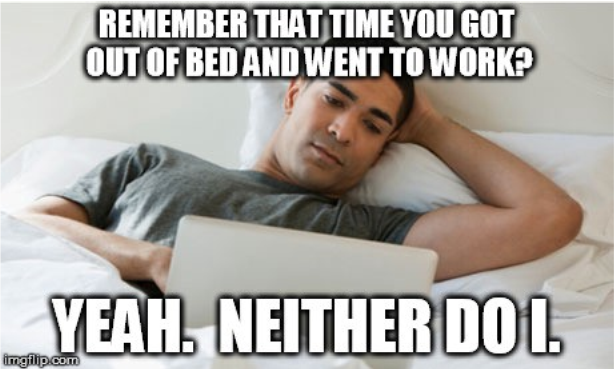 REMEMBER THAT TIME YOU GOT
OUT OF BED AND WENT TO WORK?
YEAH. NEITHER DO I.
imgflip.com